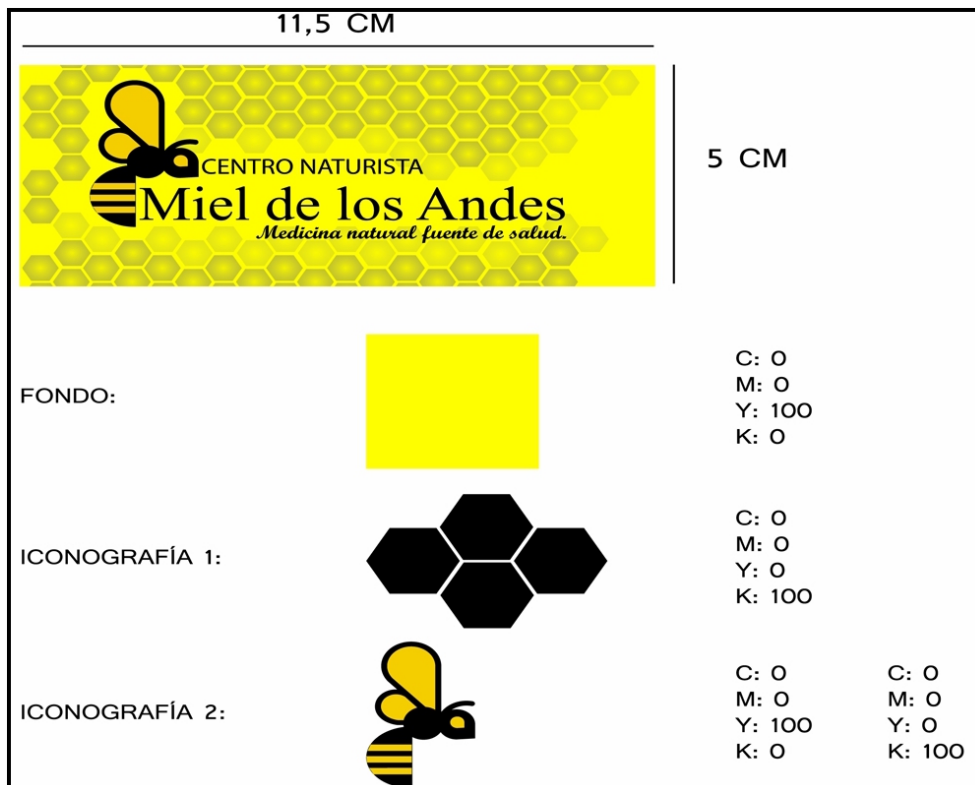 11,5 CM
CENTRO NATURISTA
Miel de los Andes
Medicina natural fuente de salud.
5 CM
FONDO:
C: 0
M: 0
Y: 100
K: 0
ICONOGRAFÍA 1:
C: 0
M: 0
Y: 0
K: 100
ICONOGRAFÍA 2:
C: 0
M: 0
Y: 100
K: 0
C: 0
M: 0
Y: 0
K: 100